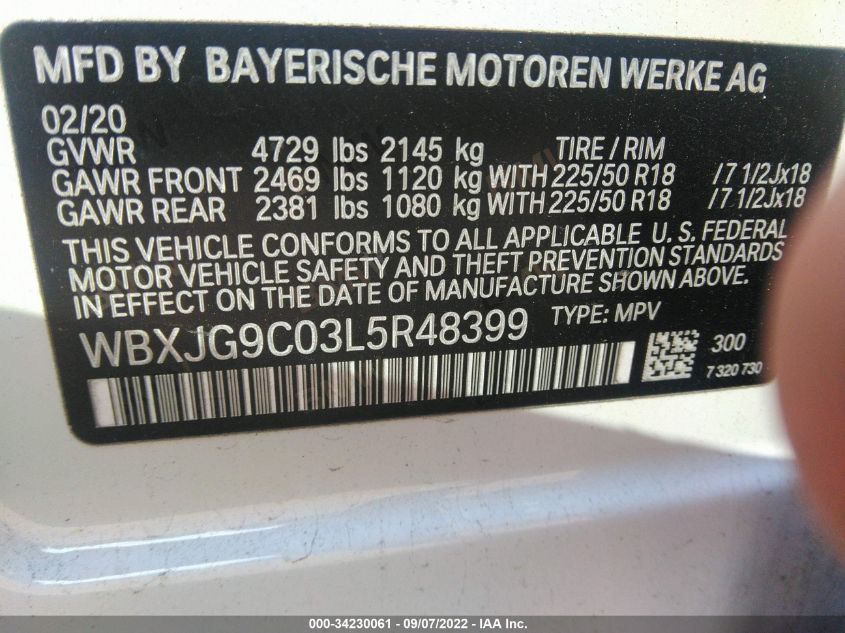 MFD BY BAYERISCHE MOTOREN WERKE AG
02/20
GVWR 4729 lbs 2145 kg TIRE / RIM
GAWR FRONT 2469 lbs 1120 kg WITH 225/50 R18 /7 1/2Jx18
GAWR REAR 2381 lbs 1080 kg WITH 225/50 R18 /7 1/2Jx18
THIS VEHICLE CONFORMS TO ALL APPLICABLE U. S. FEDERAL
MOTOR VEHICLE SAFETY AND THEFT PREVENTION STANDARDS
IN EFFECT ON THE DATE OF MANUFACTURE SHOWN ABOVE.
WBXJG9C03L5R48399 TYPE: MPV
300
7 320 730
000-34230061 - 09/07/2022 - IAA Inc.